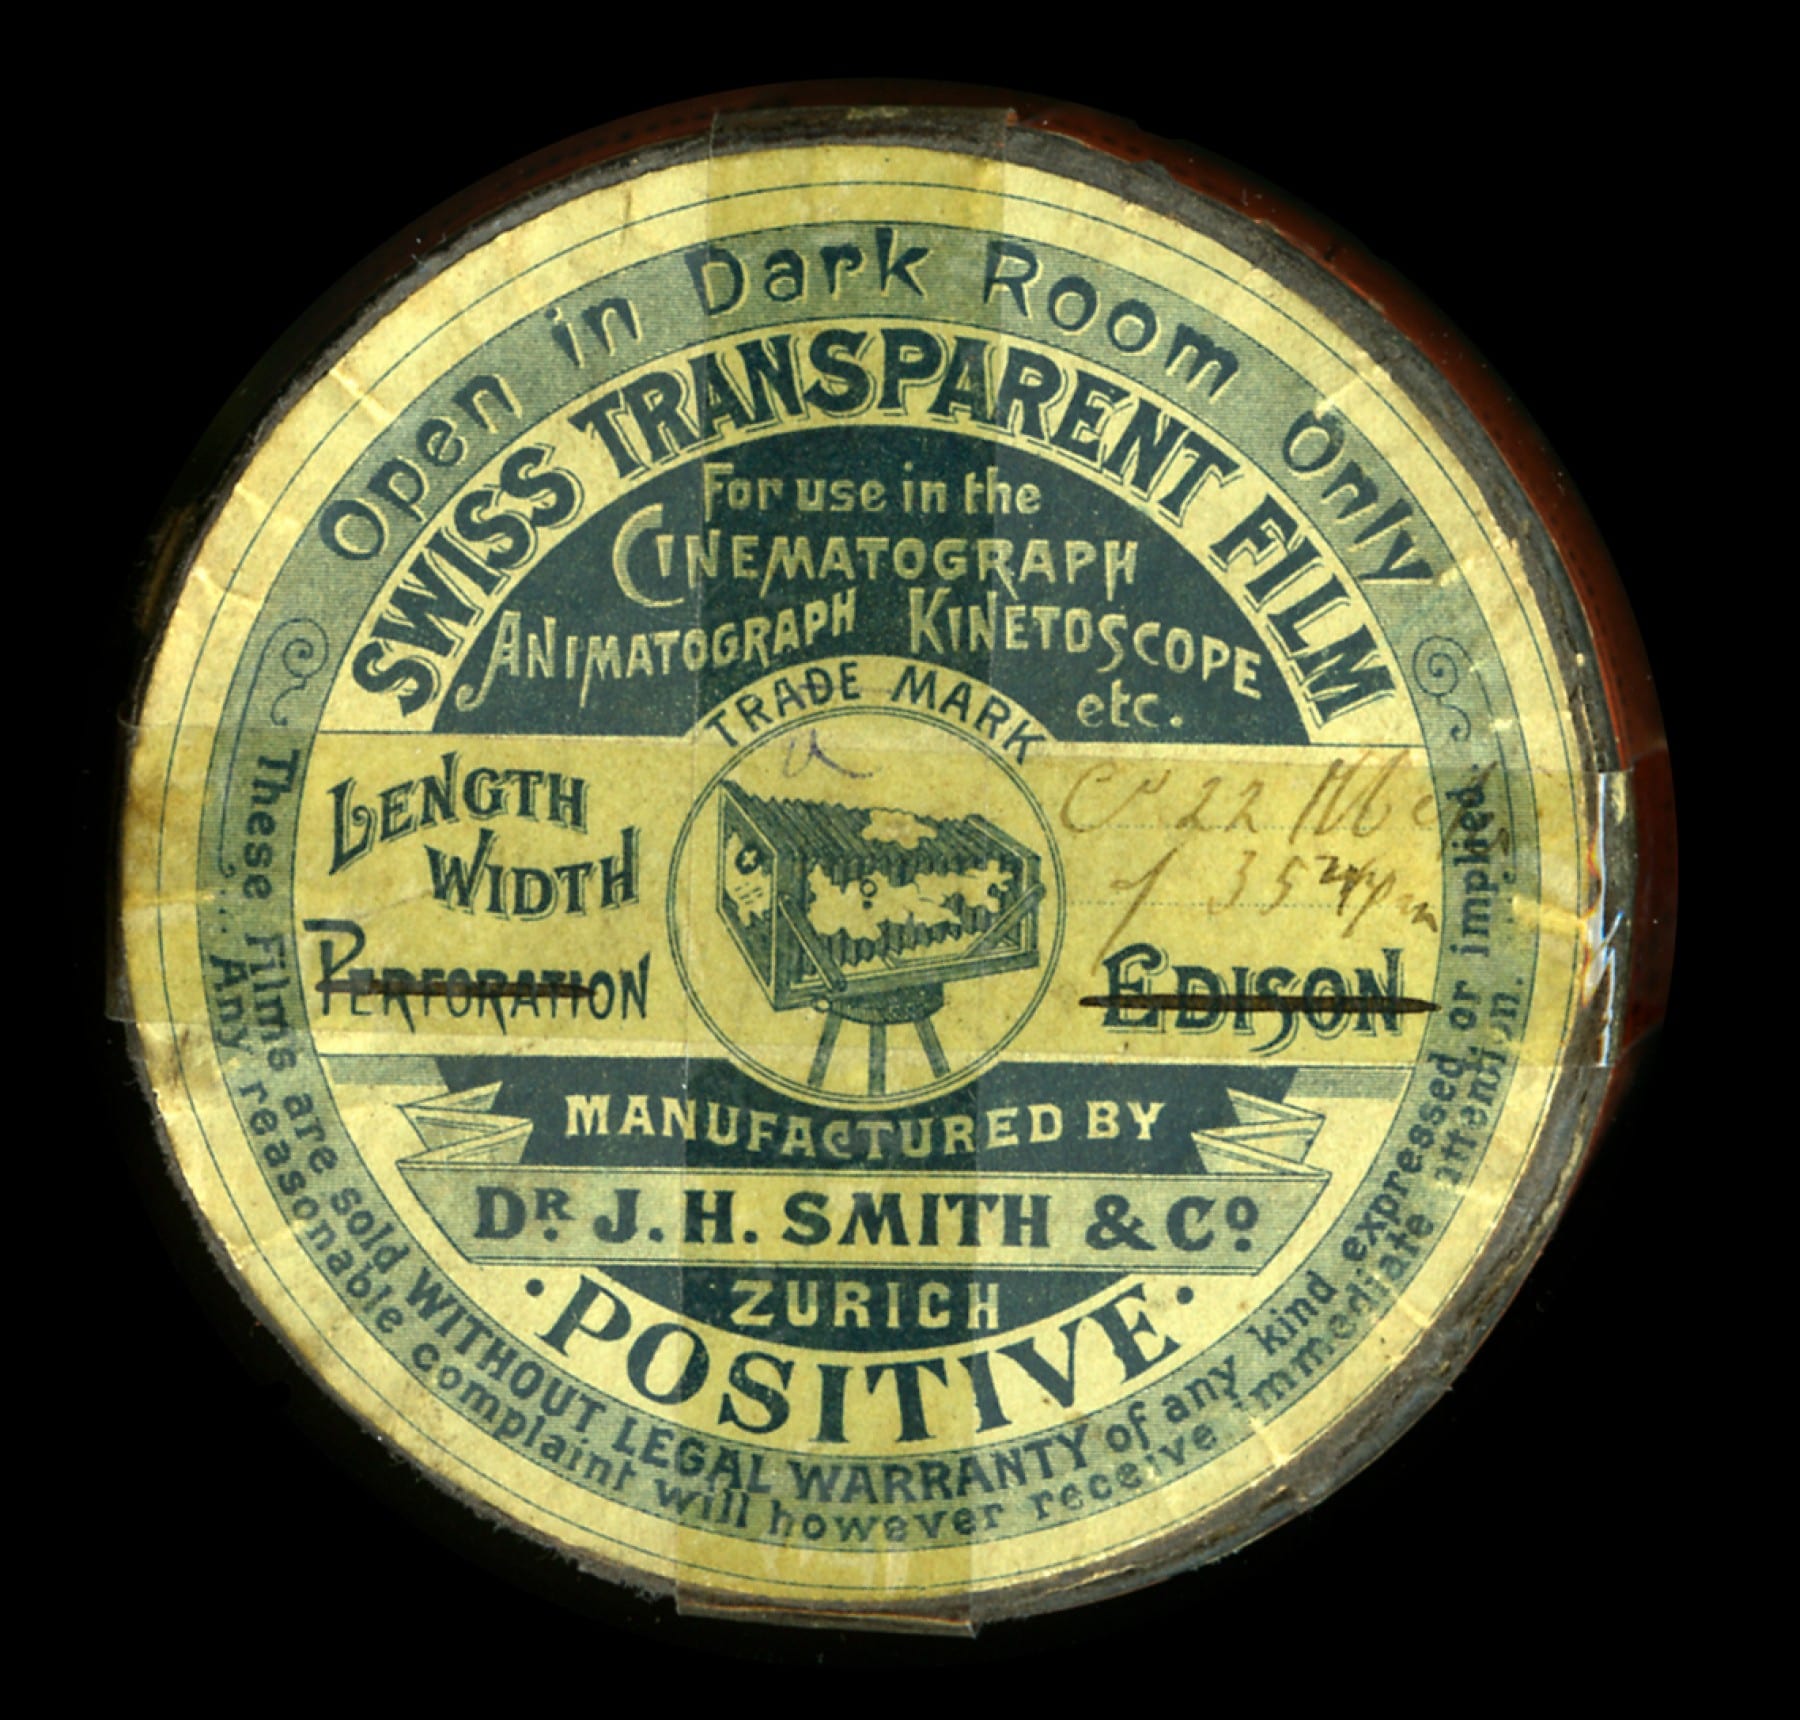 Open in Dark Room Only
SWISS TRANSPARENT FILM
For use in the
CINEMATOGRAPH
ANIMATOGRAPH KINETOSCOPE
etc.
TRADE MARK
LENGTH 22
WIDTH 35
PERFORATION EDISON
MANUFACTURED BY
DR. J. H. SMITH & CO.
ZURICH
· POSITIVE ·
These Films are sold WITHOUT LEGAL WARRANTY of any kind expressed or implied.
Any reasonable complaint will however receive immediate attention.